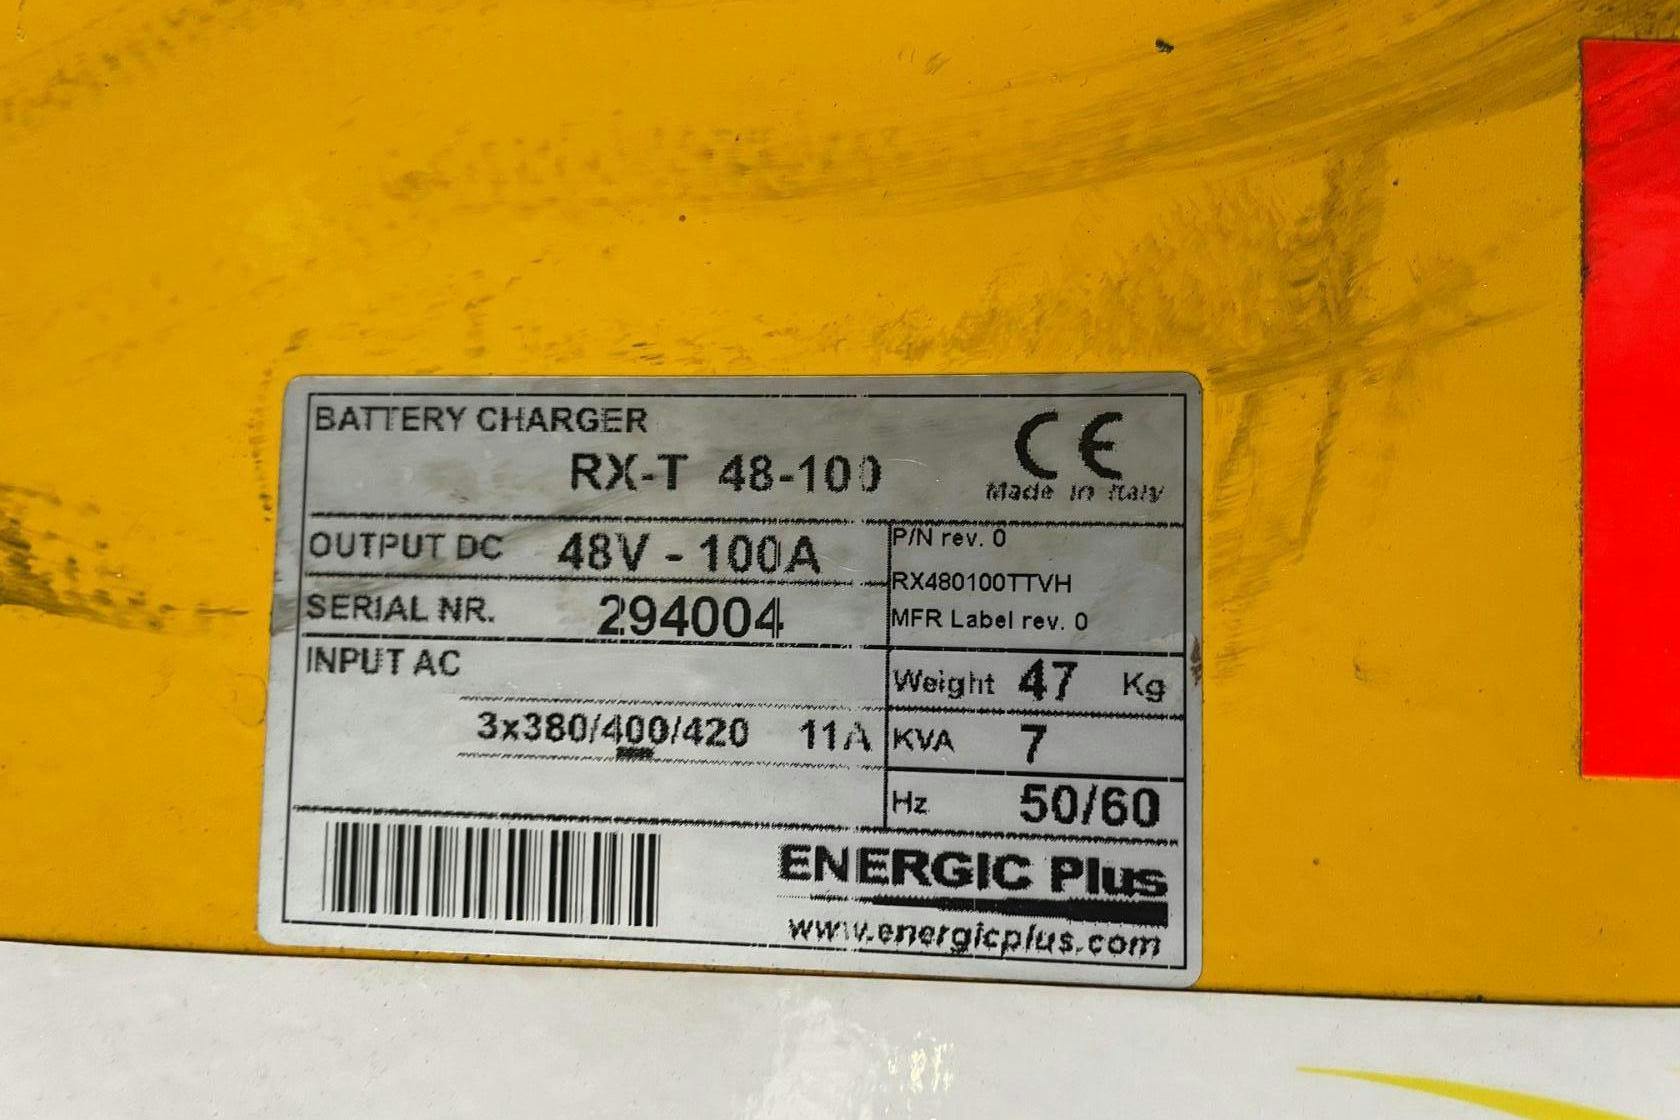 BATTERY CHARGER
RX-T 48-100
CE
Made in Italy
OUTPUT DC 48V - 100A
P/N rev. 0
RX480100TTVH
MFR Label rev. 0
SERIAL NR. 294004
INPUT AC
3x380/400/420 11A
Weight 47 Kg
KVA 7
Hz 50/60
ENERGIC Plus
www.energicplus.com